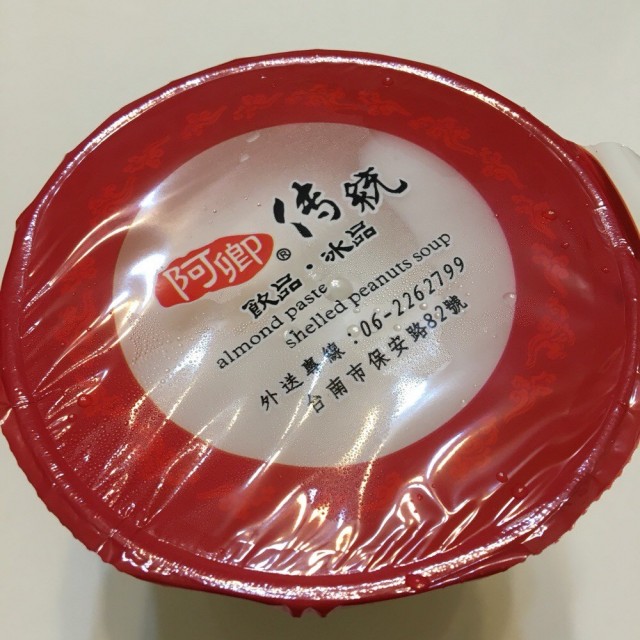 阿卿® 傳統
飲品·冰品
almond paste
shelled peanuts soup
外送專線:06-2262799
台南市保安路82號